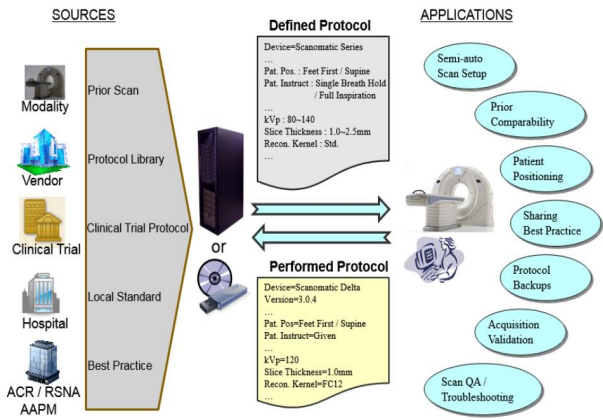 SOURCES
Defined Protocol
APPLICATIONS
Modality
Vendor
Clinical Trial
Hospital
ACR / RSNA
AAPM
Prior Scan
Protocol Library
Clinical Trial Protocol
Local Standard
Best Practice
or
Device=Scanomatic Series
...
Pat. Pos. : Feet First / Supine
Pat. Instruct : Single Breath Hold
/ Full Inspiration
...
kVp : 80~140
Slice Thickness : 1.0~2.5mm
Recon. Kernel : Std.
...
Performed Protocol
Device=Scanomatic Delta
Version=3.0.4
...
Pat. Pos=Feet First / Supine
Pat. Instruct=Given
...
kVp=120
Slice Thickness=1.0mm
Recon. Kernel=FC12
...
Semi-auto
Scan Setup
Prior
Comparability
Patient
Positioning
Sharing
Best Practice
Protocol
Backups
Acquisition
Validation
Scan QA /
Troubleshooting